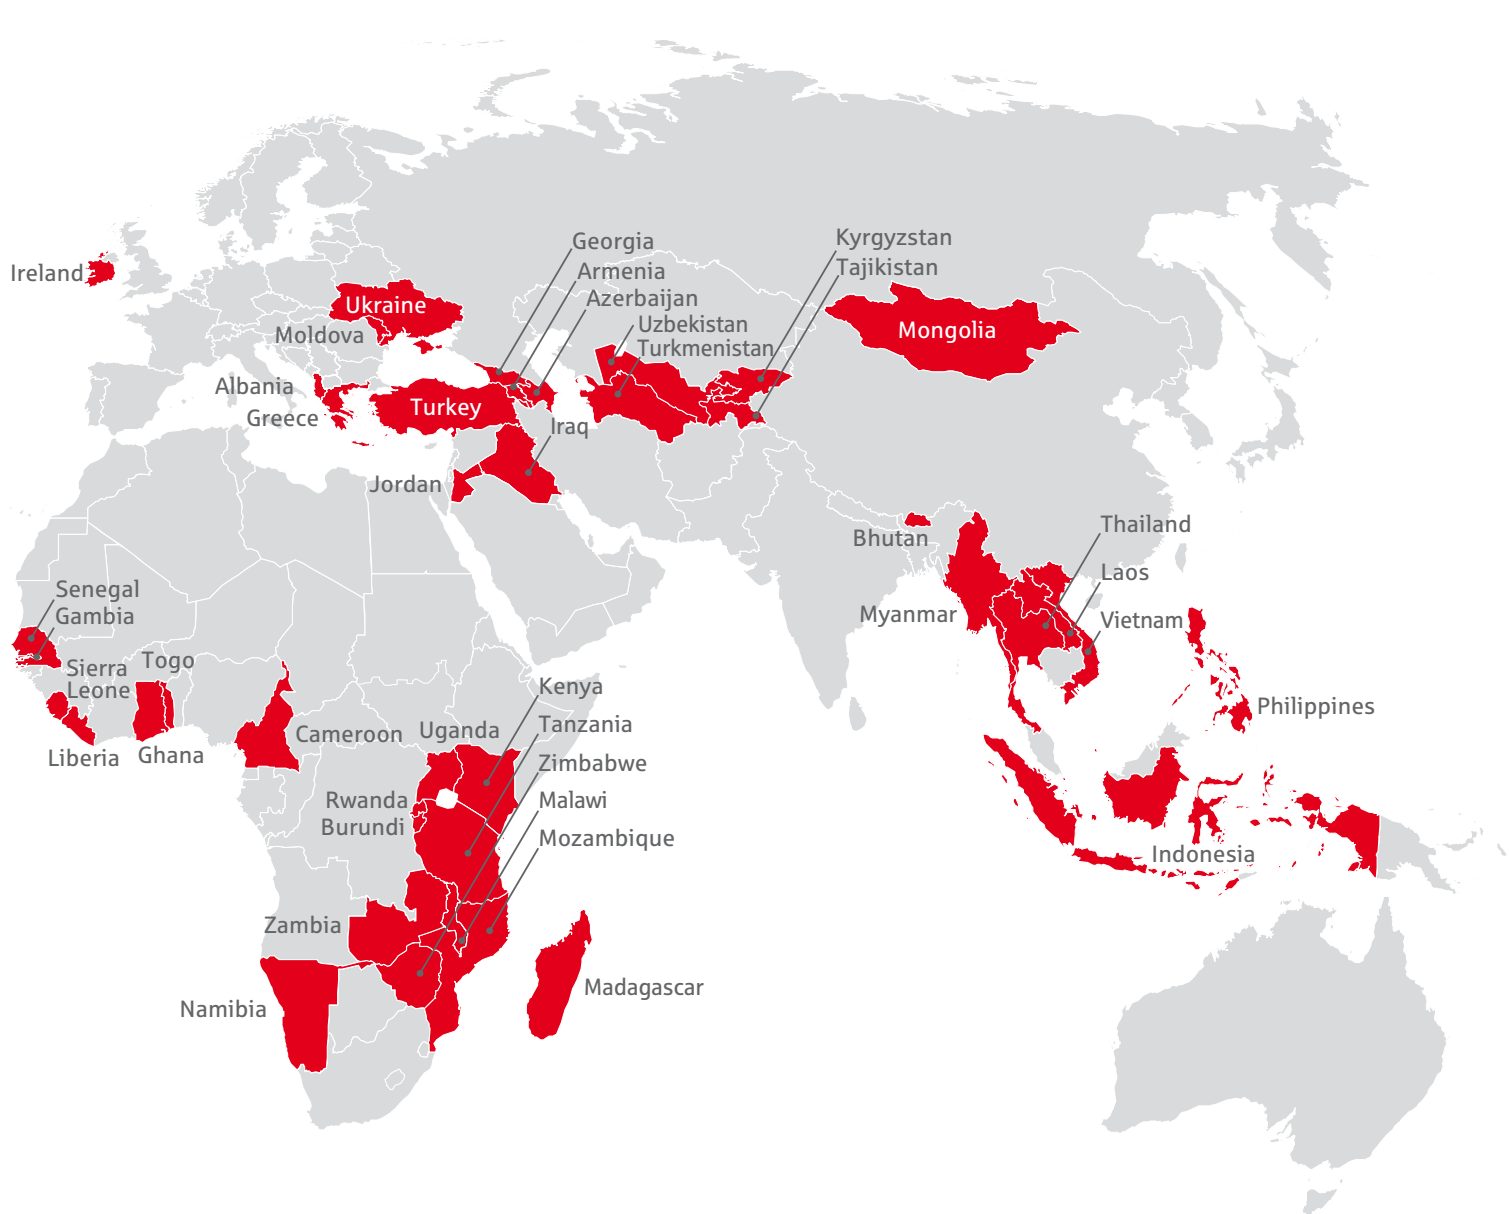 Georgia
Kyrgyzstan
Armenia
Tajikistan
Ireland
Azerbaijan
Ukraine
Uzbekistan
Mongolia
Moldova
Turkmenistan
Albania
Turkey
Greece
Iraq
Jordan
Thailand
Bhutan
Laos
Senegal
Gambia
Myanmar
Vietnam
Togo
Sierra
Leone
Kenya
Philippines
Tanzania
Cameroon
Uganda
Liberia
Ghana
Zimbabwe
Rwanda
Malawi
Burundi
Mozambique
Indonesia
Zambia
Madagascar
Namibia